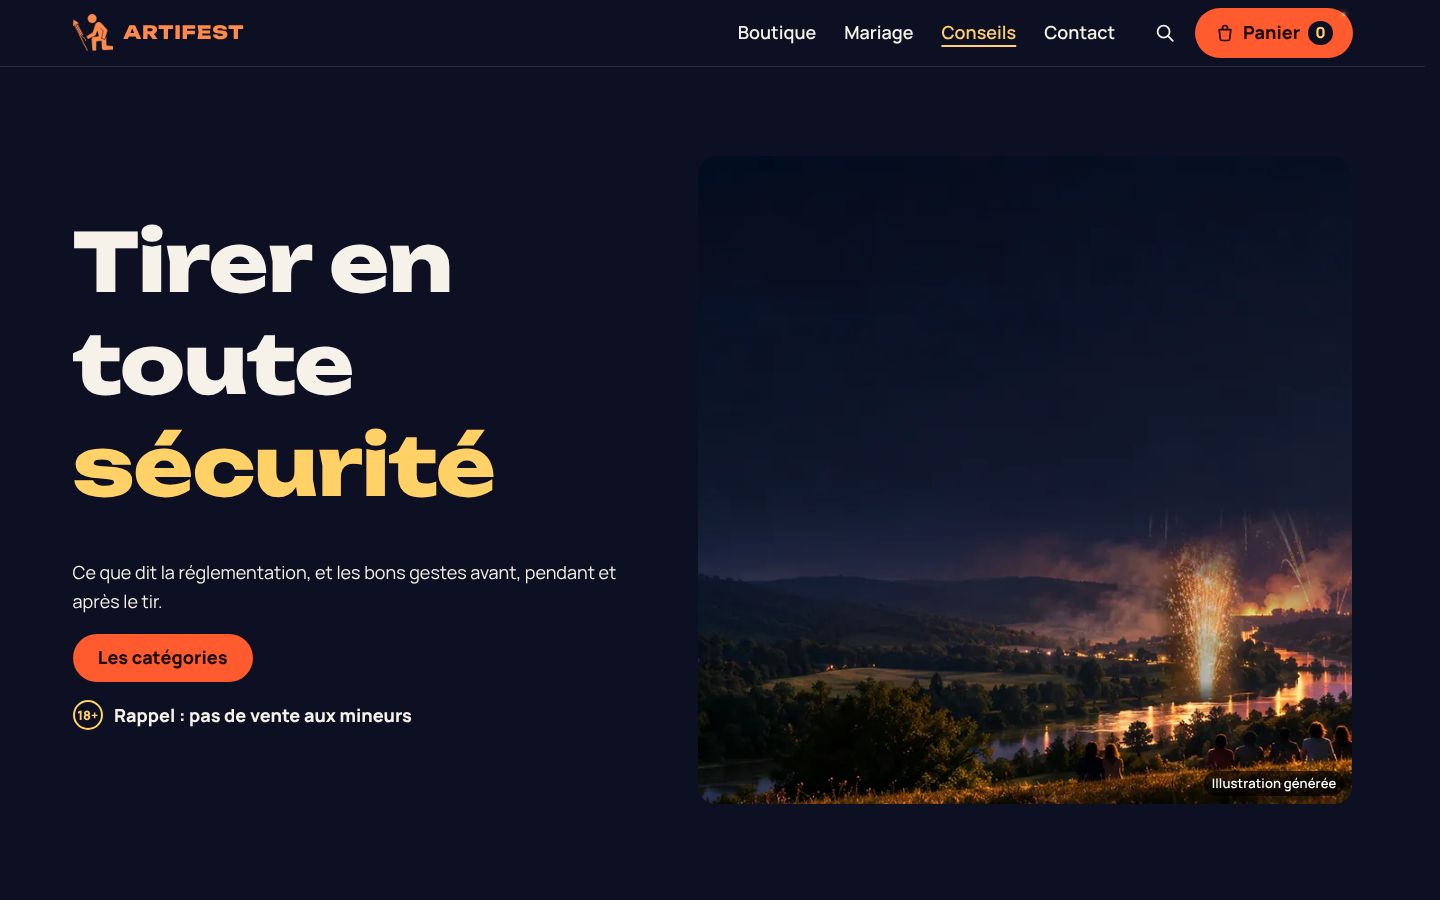 ARTIFEST
Boutique
Mariage
Conseils
Contact
Panier 0
Tirer en
toute
sécurité
Ce que dit la réglementation, et les bons gestes avant, pendant et
après le tir.
Les catégories
18+ Rappel : pas de vente aux mineurs
Illustration générée